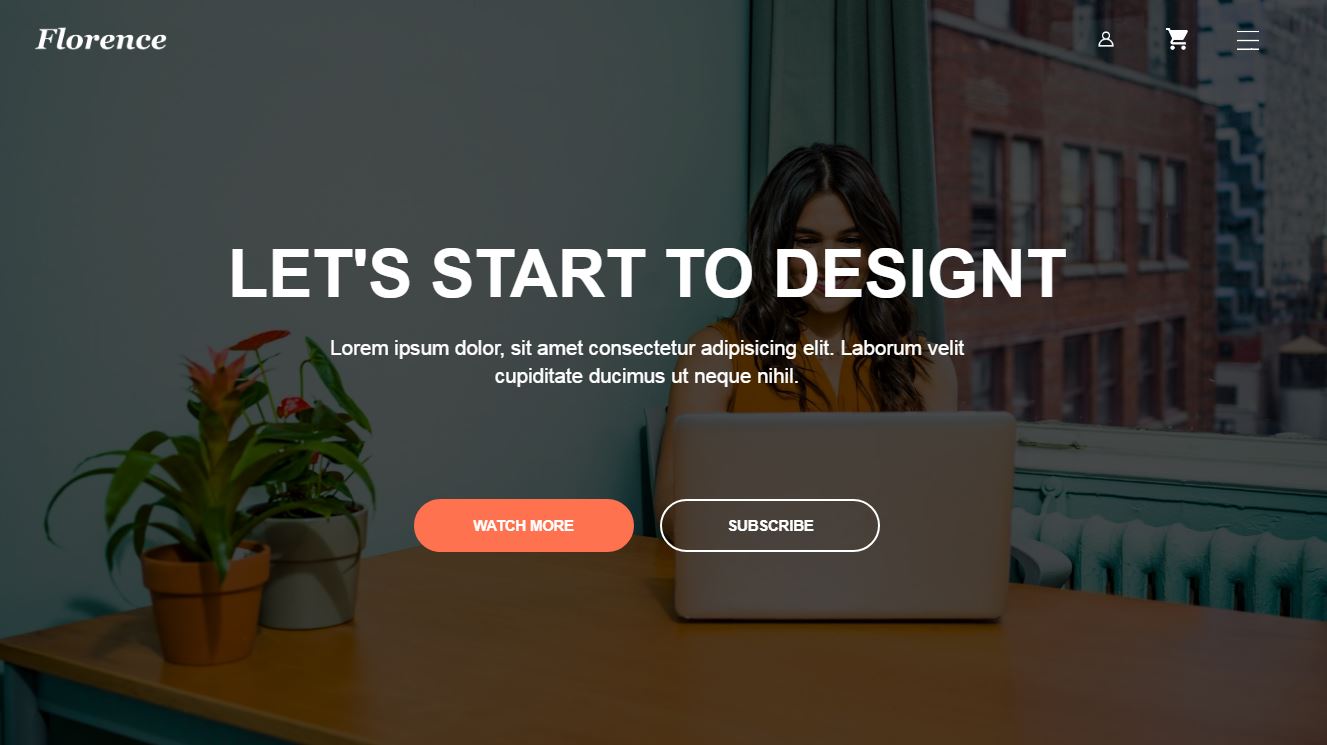 Florence
LET'S START TO DESIGNT
Lorem ipsum dolor, sit amet consectetur adipisicing elit. Laborum velit
cupiditate ducimus ut neque nihil.
WATCH MORE
SUBSCRIBE